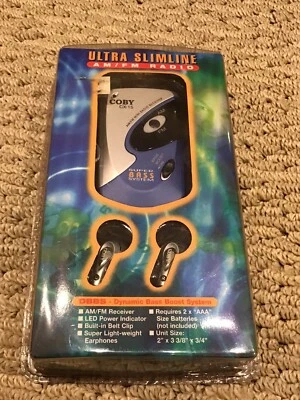 ULTRA SLIMLINE
AM/FM RADIO
COBY
CX-15
SUPER
BASS
SYSTEM
DBBS - Dynamic Bass Boost System
■ AM/FM Receiver
■ LED Power Indicator
■ Built-in Belt Clip
■ Super Light-weight
Earphones
■ Requires 2 x "AAA"
Size Batteries
(not included)
■ Unit Size:
2" x 3 3/8" x 3/4"